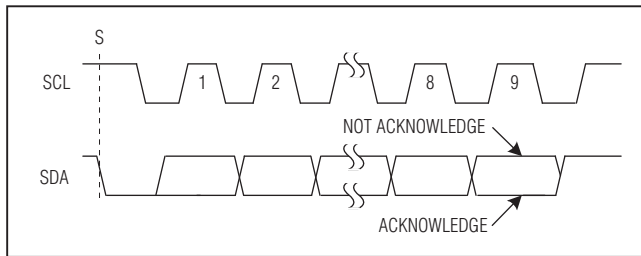 S
SCL 1 2 8 9
NOT ACKNOWLEDGE
SDA
ACKNOWLEDGE